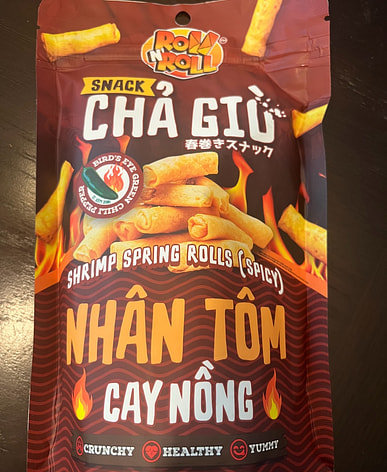 ROLL
N
ROLL
SNACK
CHẢ GIÒ
春巻きスナック
BIRD'S EYE GREEN CHILI PEPPER
SHRIMP SPRING ROLLS (SPICY)
NHÂN TÔM
CAY NỒNG
CRUNCHY HEALTHY YUMMY